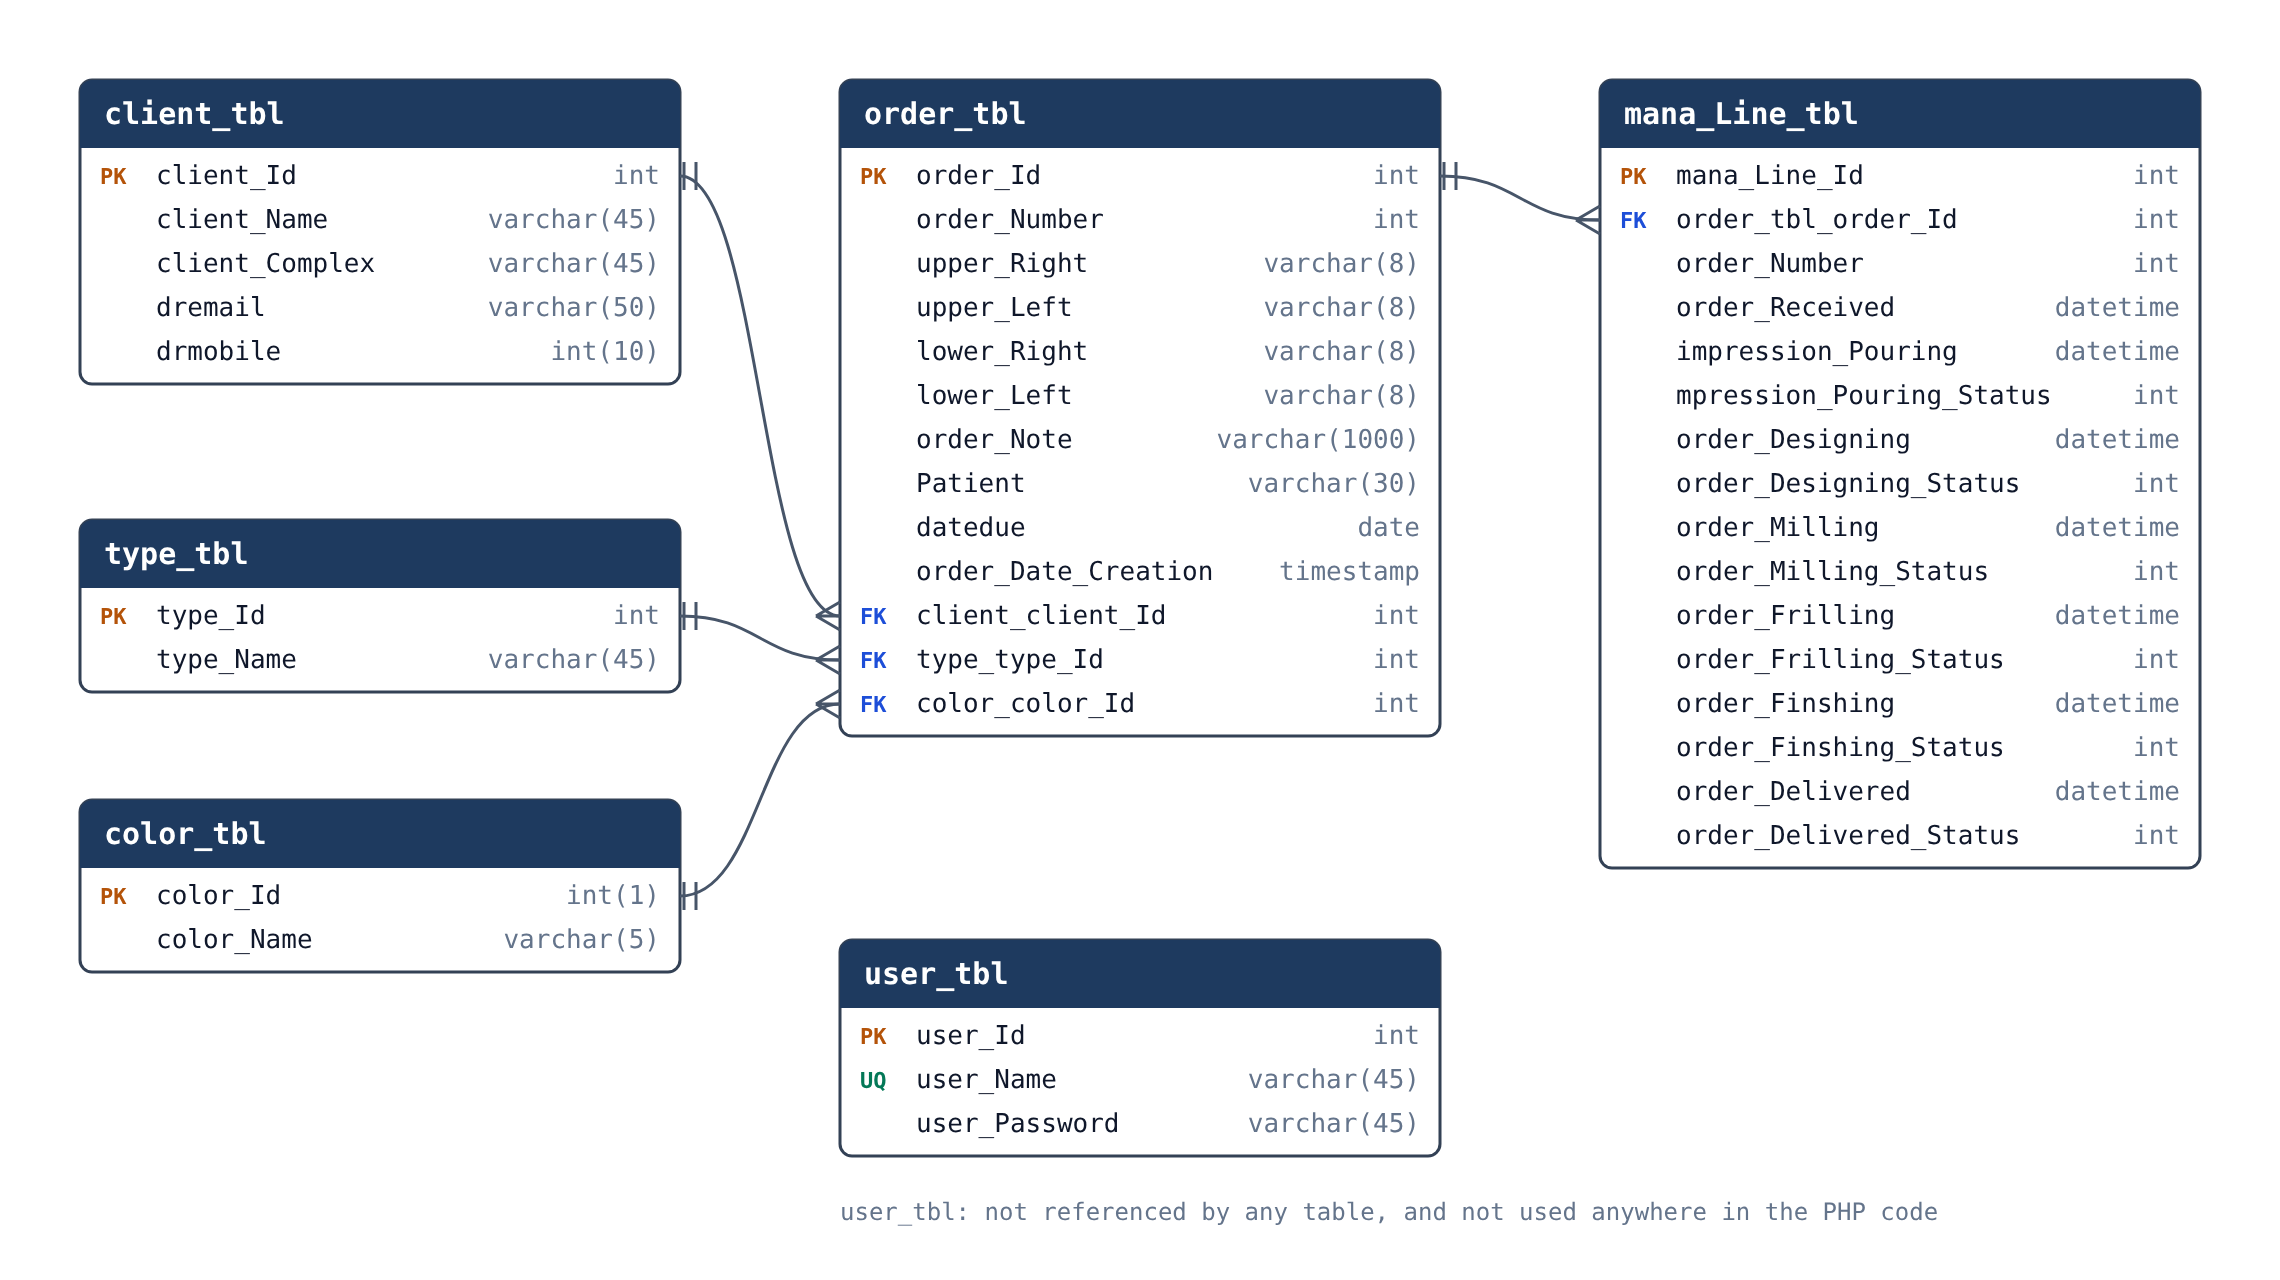 client_tbl
PK client_Id int
client_Name varchar(45)
client_Complex varchar(45)
dremail varchar(50)
drmobile int(10)
type_tbl
PK type_Id int
type_Name varchar(45)
color_tbl
PK color_Id int(1)
color_Name varchar(5)
order_tbl
PK order_Id int
order_Number int
upper_Right varchar(8)
upper_Left varchar(8)
lower_Right varchar(8)
lower_Left varchar(8)
order_Note varchar(1000)
Patient varchar(30)
datedue date
order_Date_Creation timestamp
FK client_client_Id int
FK type_type_Id int
FK color_color_Id int
user_tbl
PK user_Id int
UQ user_Name varchar(45)
user_Password varchar(45)
user_tbl: not referenced by any table, and not used anywhere in the PHP code
mana_Line_tbl
PK mana_Line_Id int
FK order_tbl_order_Id int
order_Number int
order_Received datetime
impression_Pouring datetime
mpression_Pouring_Status int
order_Designing datetime
order_Designing_Status int
order_Milling datetime
order_Milling_Status int
order_Frilling datetime
order_Frilling_Status int
order_Finshing datetime
order_Finshing_Status int
order_Delivered datetime
order_Delivered_Status int